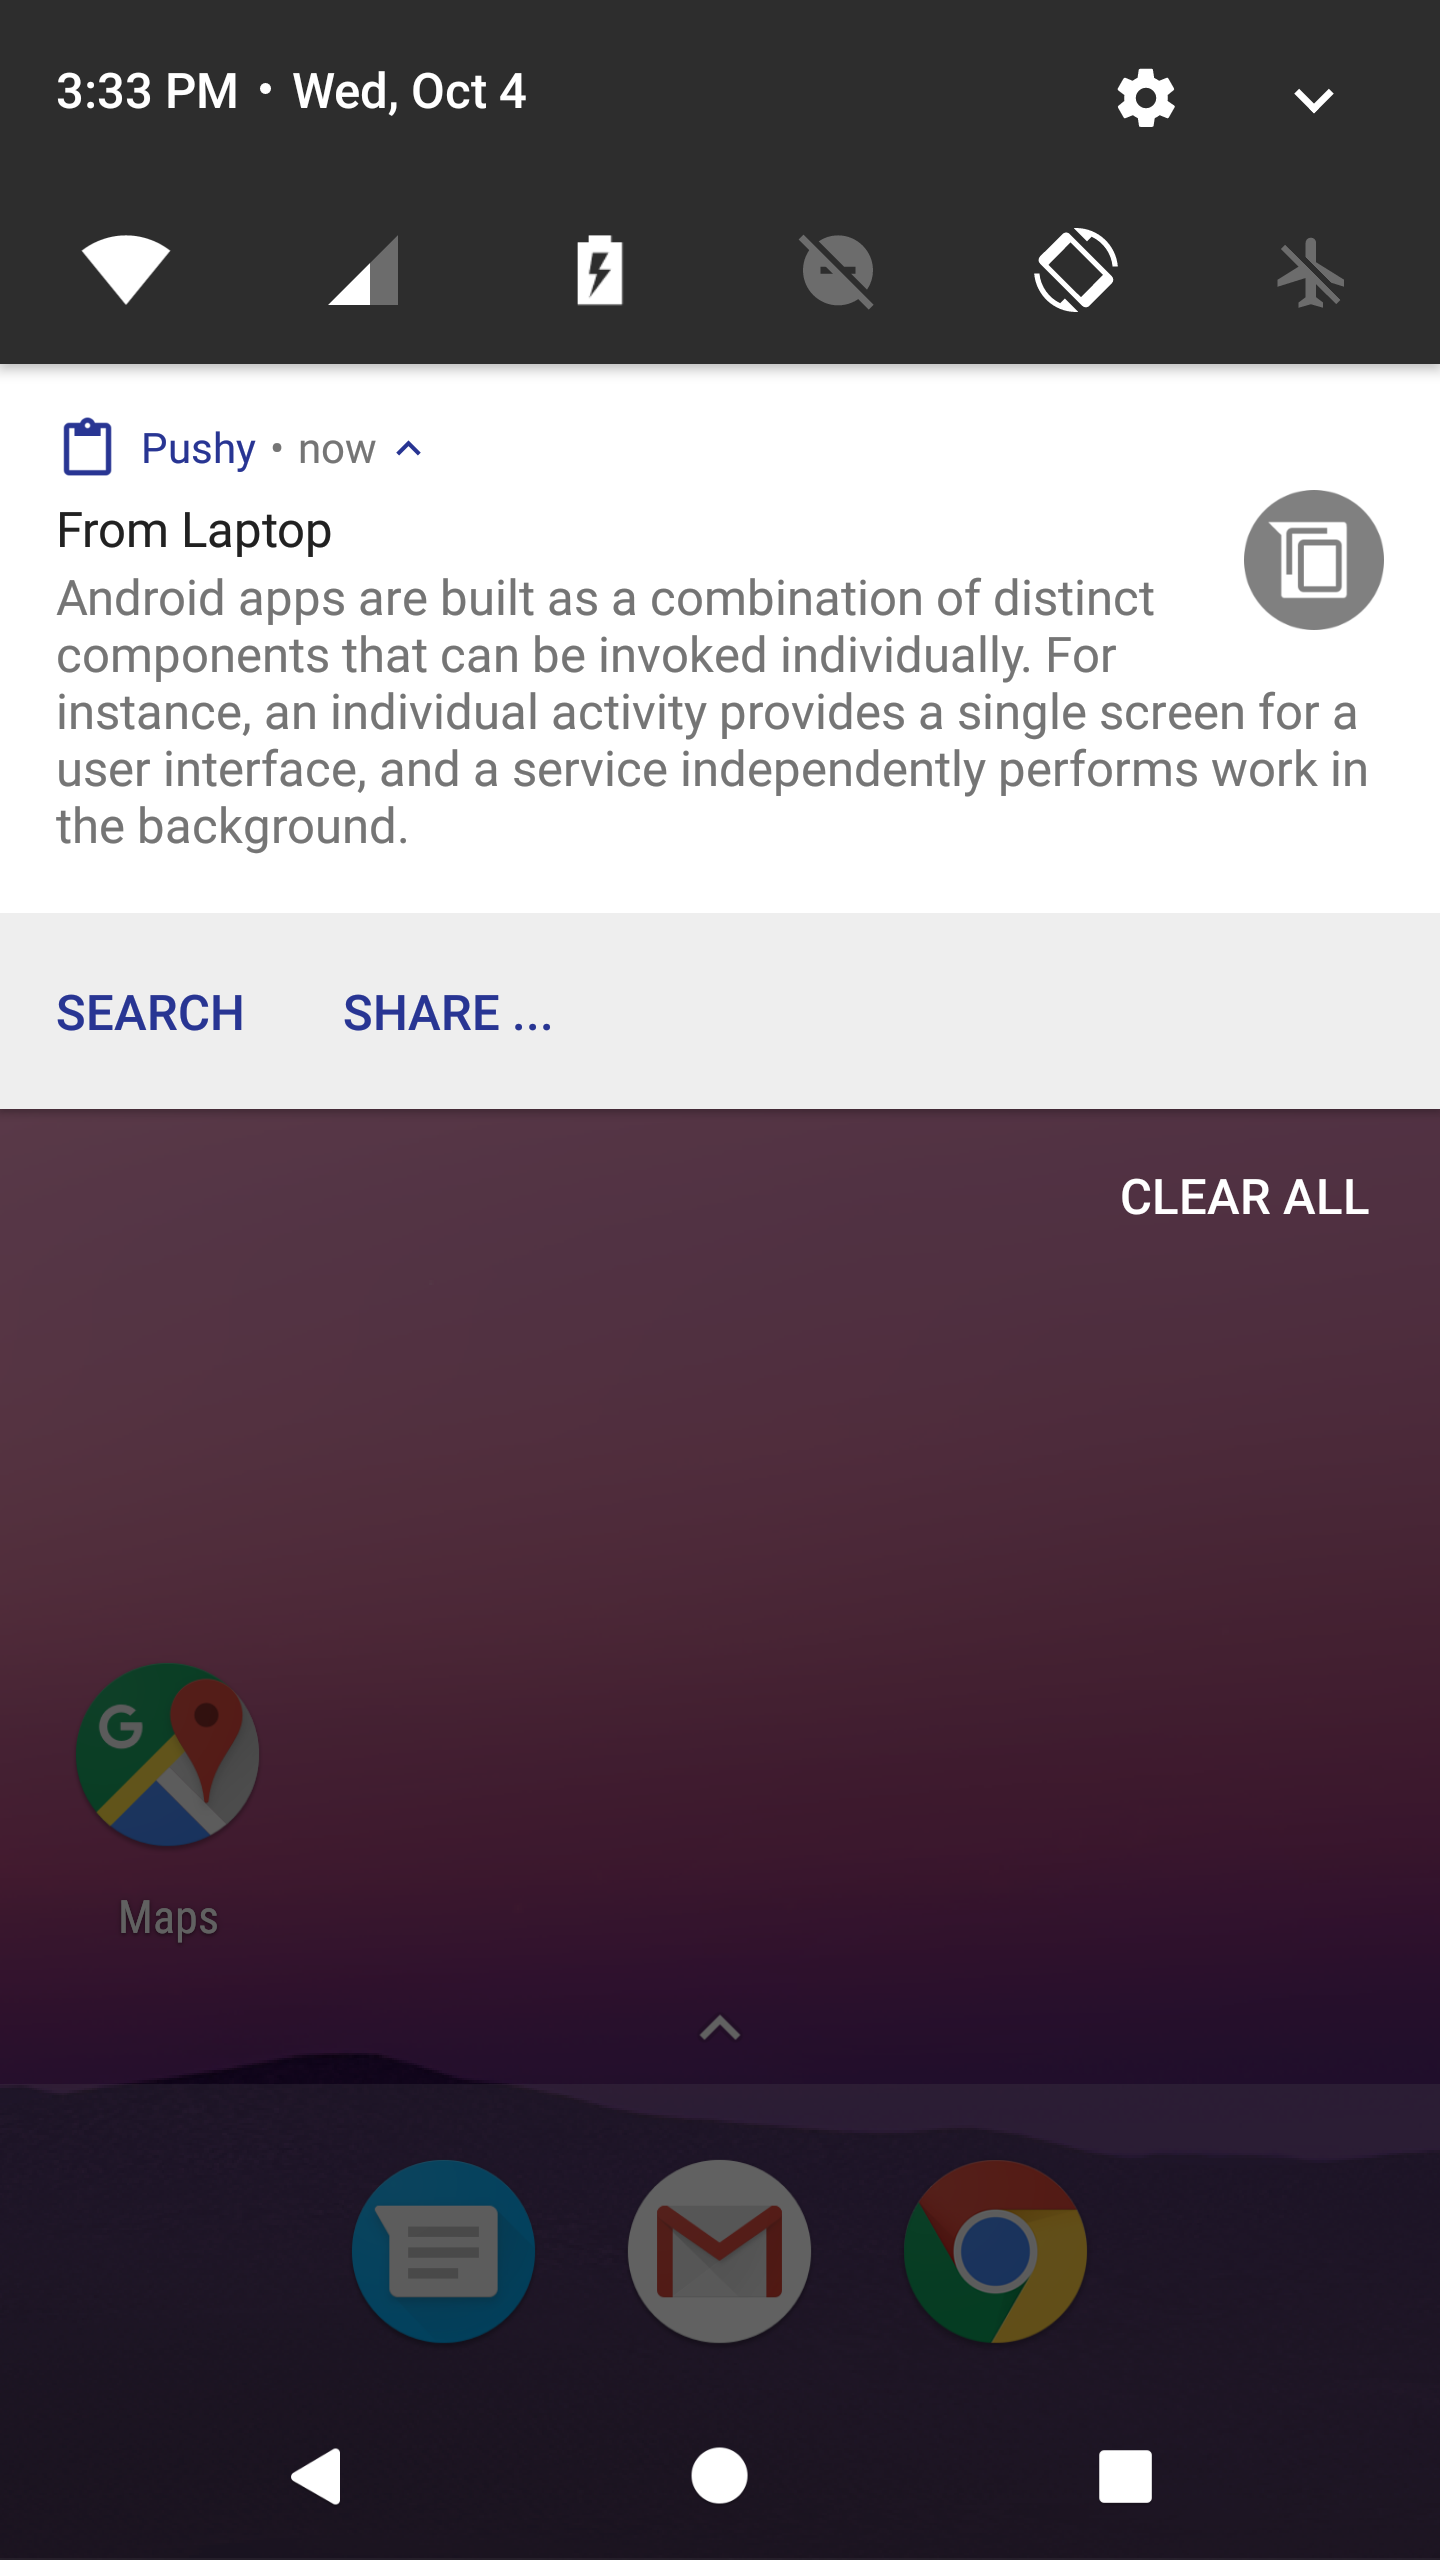 3:33 PM • Wed, Oct 4
Pushy • now
From Laptop
Android apps are built as a combination of distinct
components that can be invoked individually. For
instance, an individual activity provides a single screen for a
user interface, and a service independently performs work in
the background.
SEARCH SHARE ...
CLEAR ALL
G
Maps